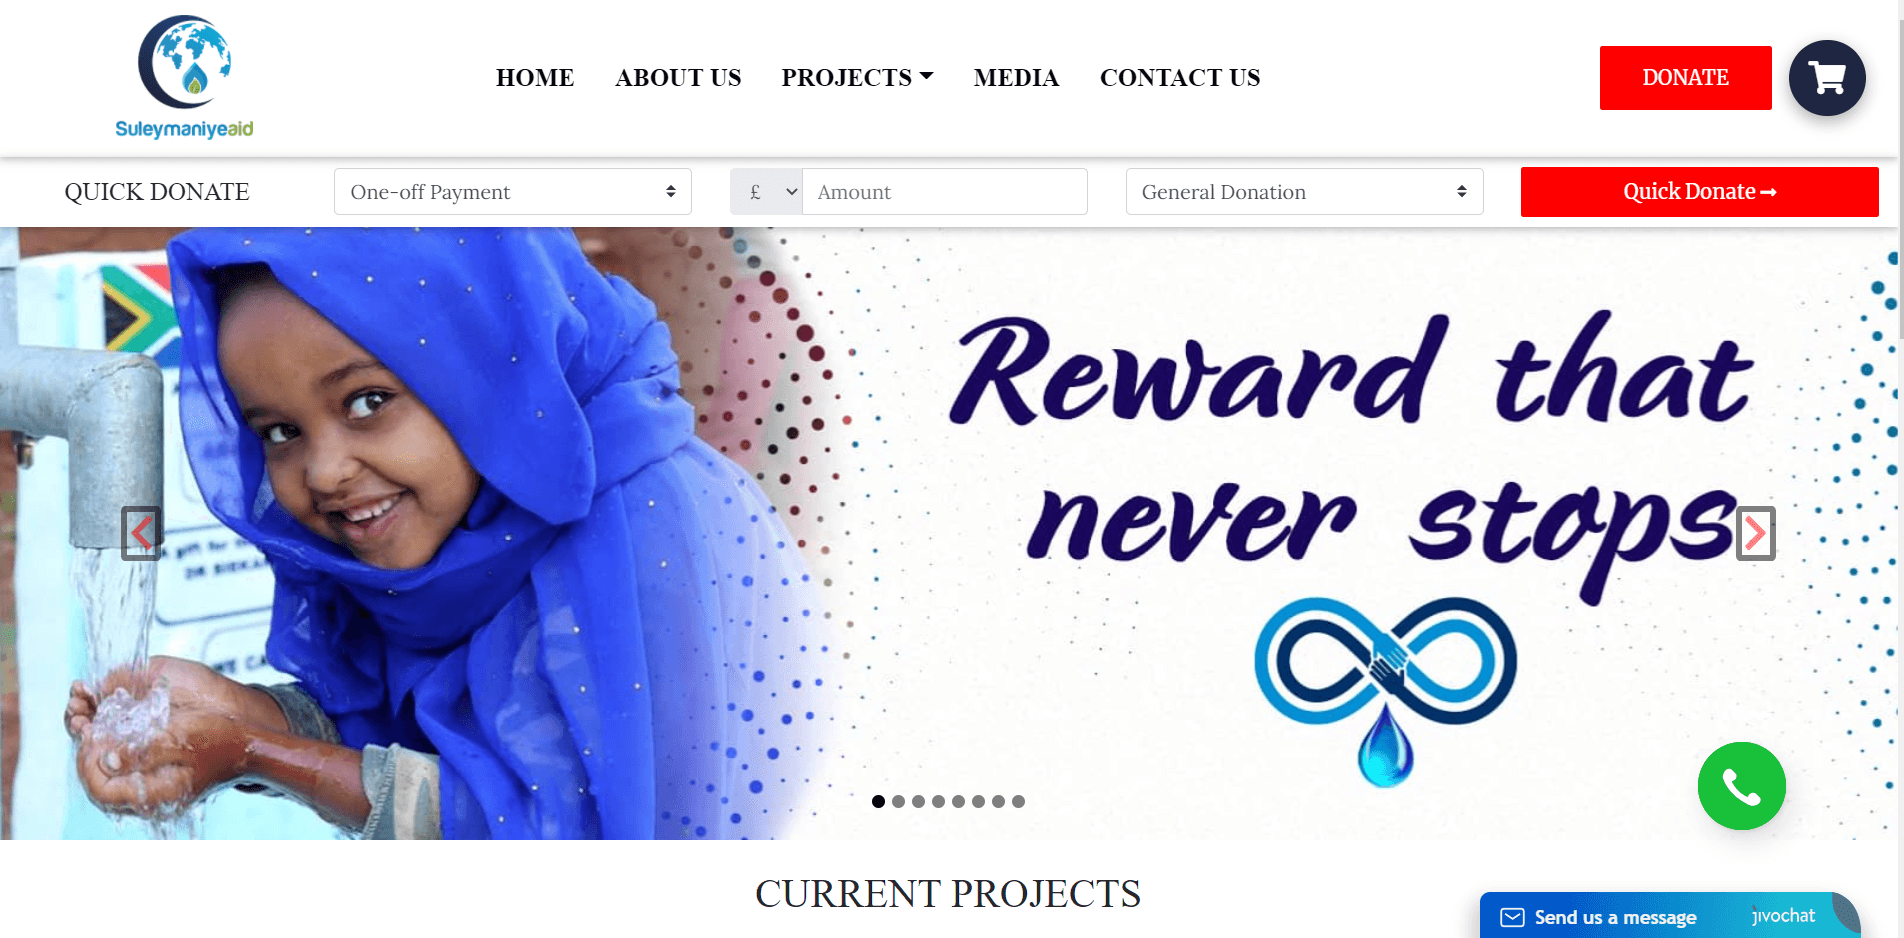 Suleymaniyeaid
HOME ABOUT US PROJECTS MEDIA CONTACT US
DONATE
QUICK DONATE One-off Payment £ Amount General Donation Quick Donate
Reward that
never stops
CURRENT PROJECTS
Send us a message jivochat